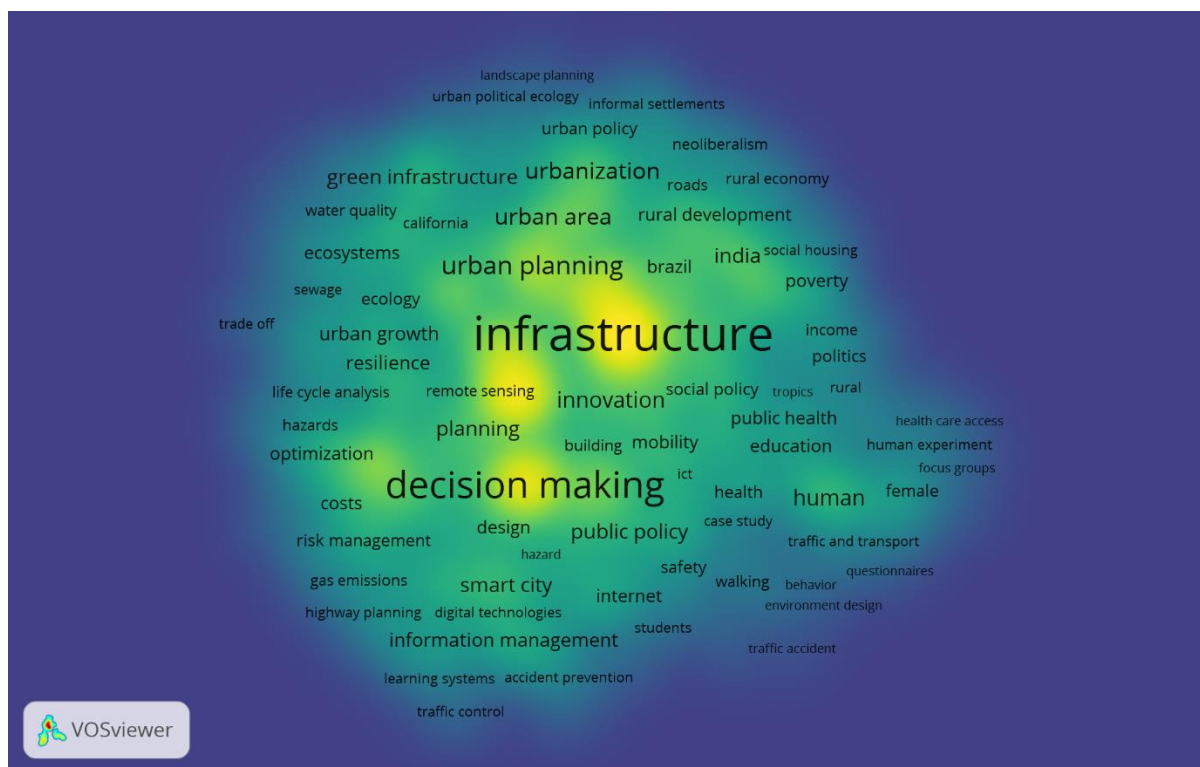 landscape planning
urban political ecology
informal settlements
urban policy
neoliberalism
green infrastructure
urbanization
roads
rural economy
water quality
california
urban area
rural development
ecosystems
urban planning
brazil
india
social housing
poverty
sewage
ecology
trade off
urban growth
infrastructure
income
resilience
politics
life cycle analysis
remote sensing
innovation
social policy
tropics
rural
hazards
planning
public health
health care access
optimization
building
mobility
education
human experiment
focus groups
decision making
ict
costs
health
human
female
design
public policy
case study
risk management
hazard
traffic and transport
gas emissions
smart city
safety
walking
behavior
questionnaires
internet
environment design
highway planning
digital technologies
information management
students
traffic accident
learning systems
accident prevention
traffic control
VOSviewer